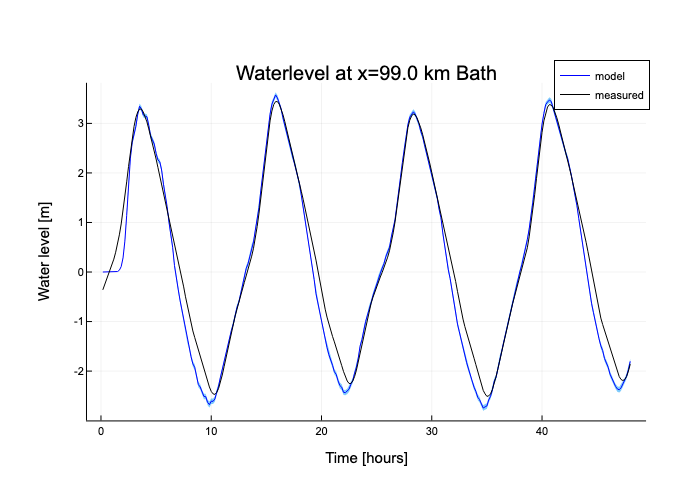 Waterlevel at x=99.0 km Bath
model
measured
Water level [m]
3
2
1
0
-1
-2
0 10 20 30 40
Time [hours]